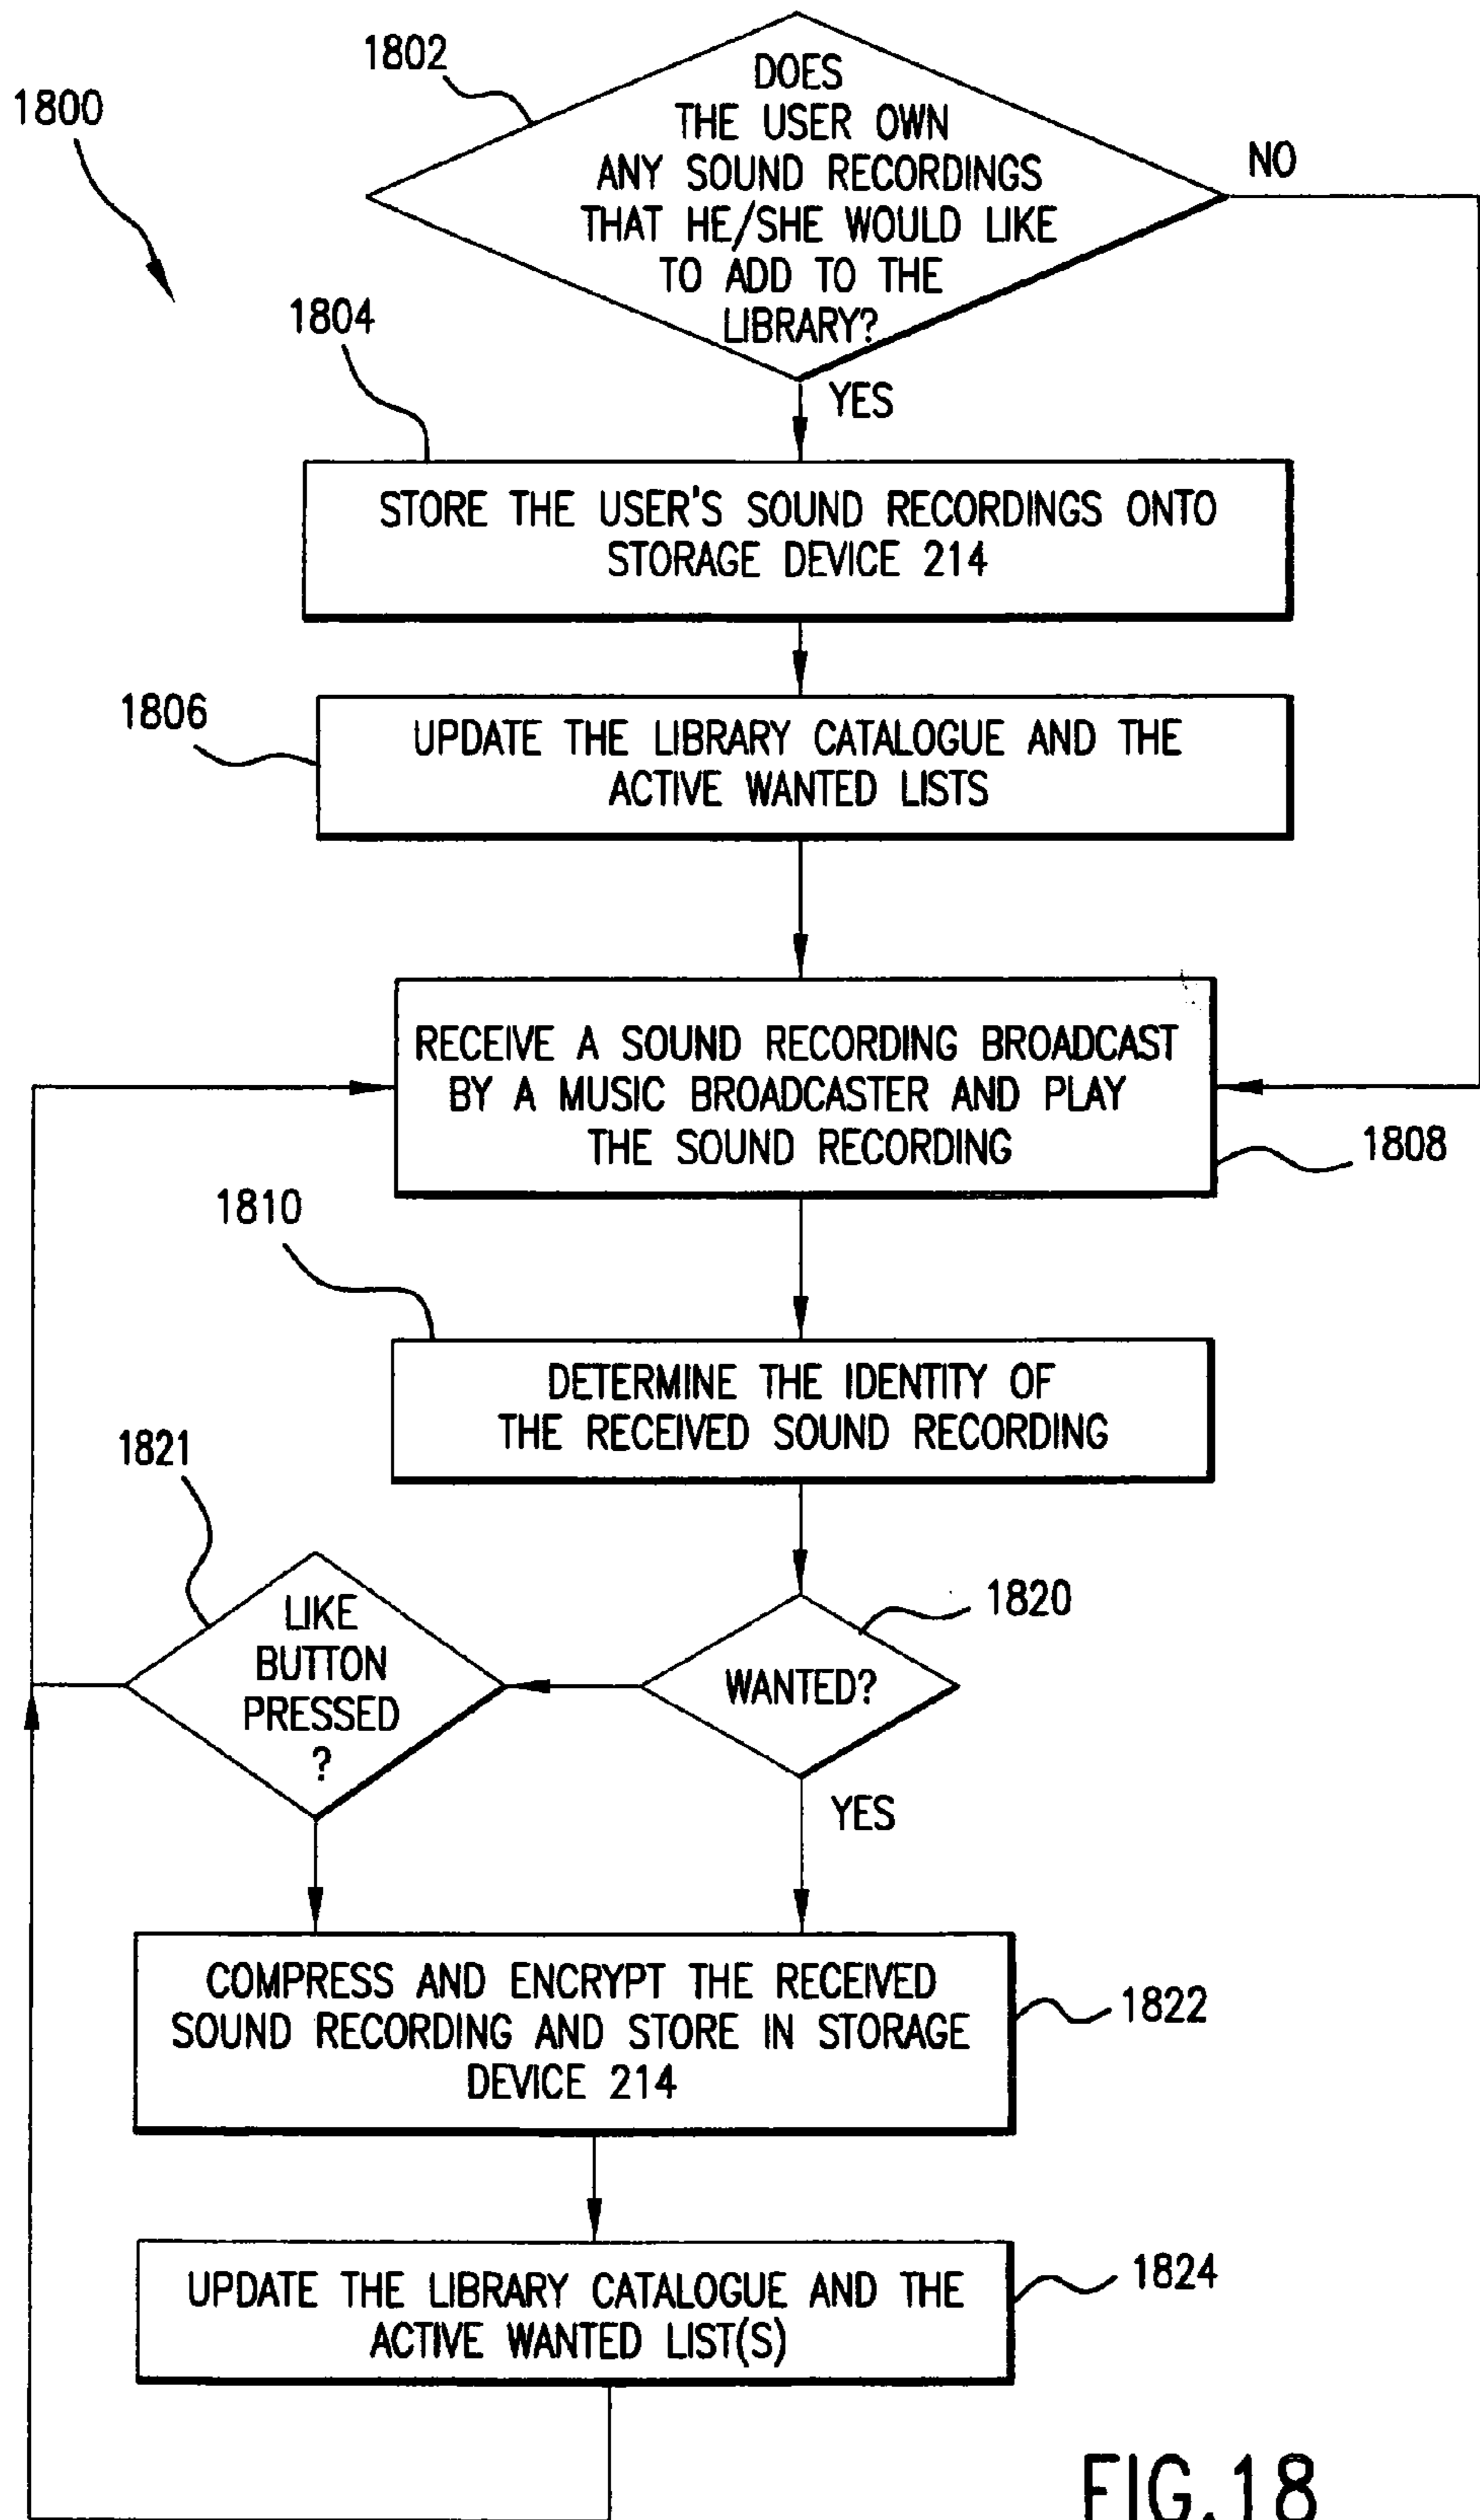 1800
1802
DOES
THE USER OWN
ANY SOUND RECORDINGS
THAT HE/SHE WOULD LIKE
TO ADD TO THE
LIBRARY?
NO
YES
1804
STORE THE USER'S SOUND RECORDINGS ONTO
STORAGE DEVICE 214
1806
UPDATE THE LIBRARY CATALOGUE AND THE
ACTIVE WANTED LISTS
RECEIVE A SOUND RECORDING BROADCAST
BY A MUSIC BROADCASTER AND PLAY
THE SOUND RECORDING
1808
1810
DETERMINE THE IDENTITY OF
THE RECEIVED SOUND RECORDING
1821
LIKE
BUTTON
PRESSED
?
1820
WANTED?
YES
COMPRESS AND ENCRYPT THE RECEIVED
SOUND RECORDING AND STORE IN STORAGE
DEVICE 214
1822
UPDATE THE LIBRARY CATALOGUE AND THE
ACTIVE WANTED LIST(S)
1824
FIG.18